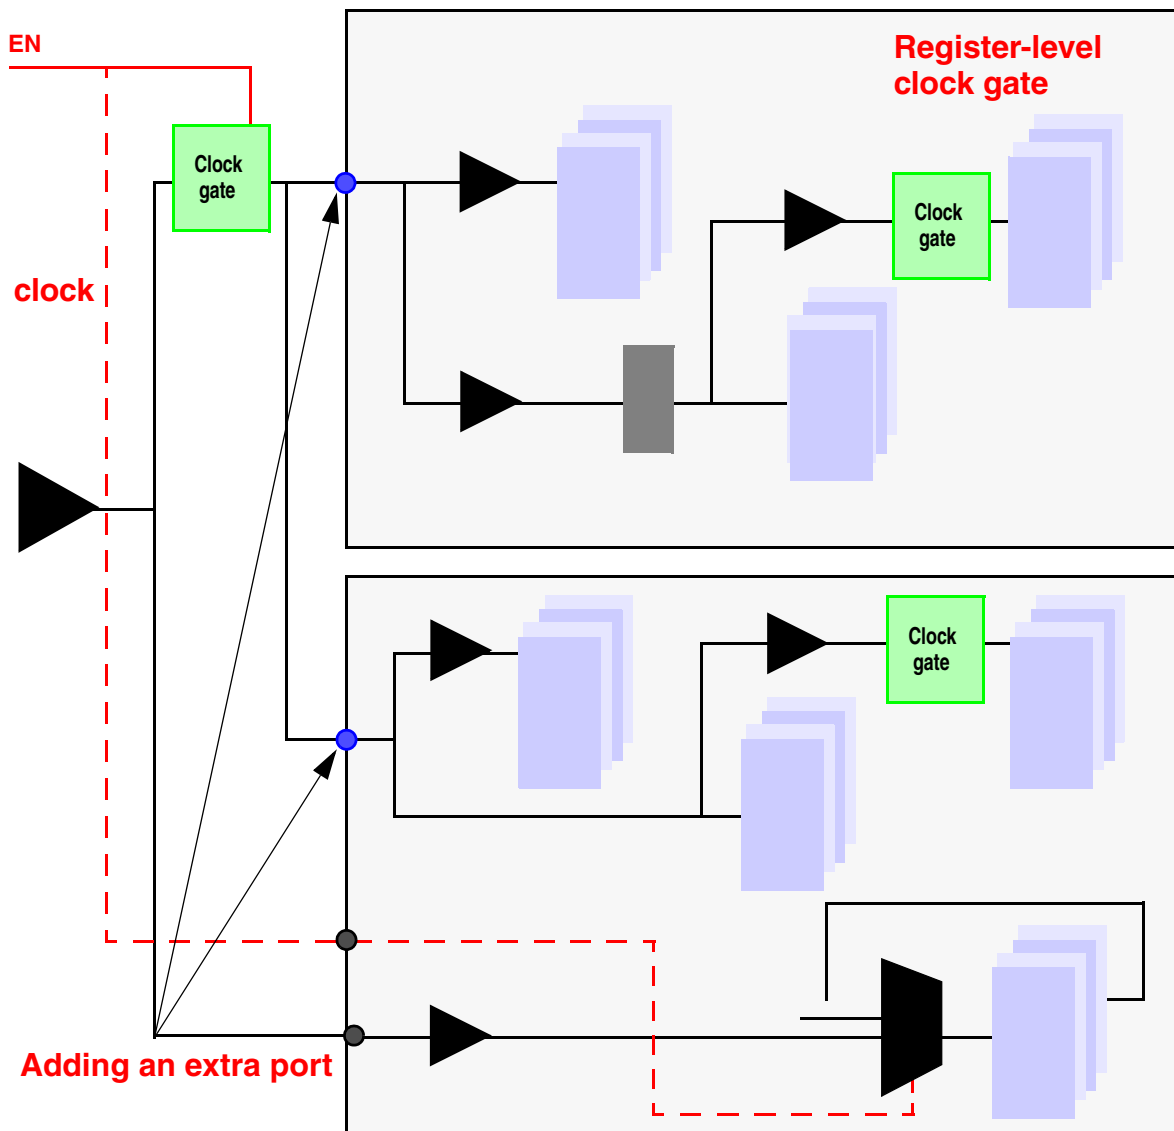 EN
Register-level
clock gate
Clock
gate
Clock
gate
clock
Clock
gate
Adding an extra port